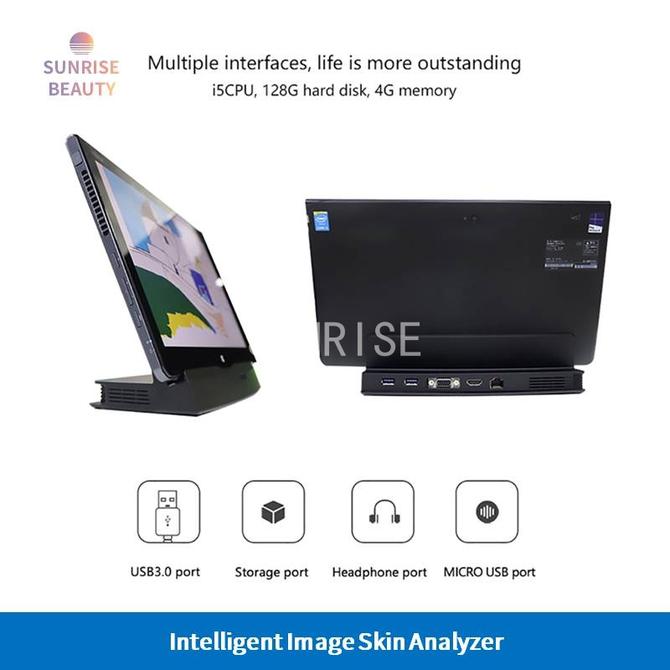 SUNRISE
BEAUTY
Multiple interfaces, life is more outstanding
i5CPU, 128G hard disk, 4G memory
RISE
USB3.0 port
Storage port
Headphone port
MICRO USB port
Intelligent Image Skin Analyzer